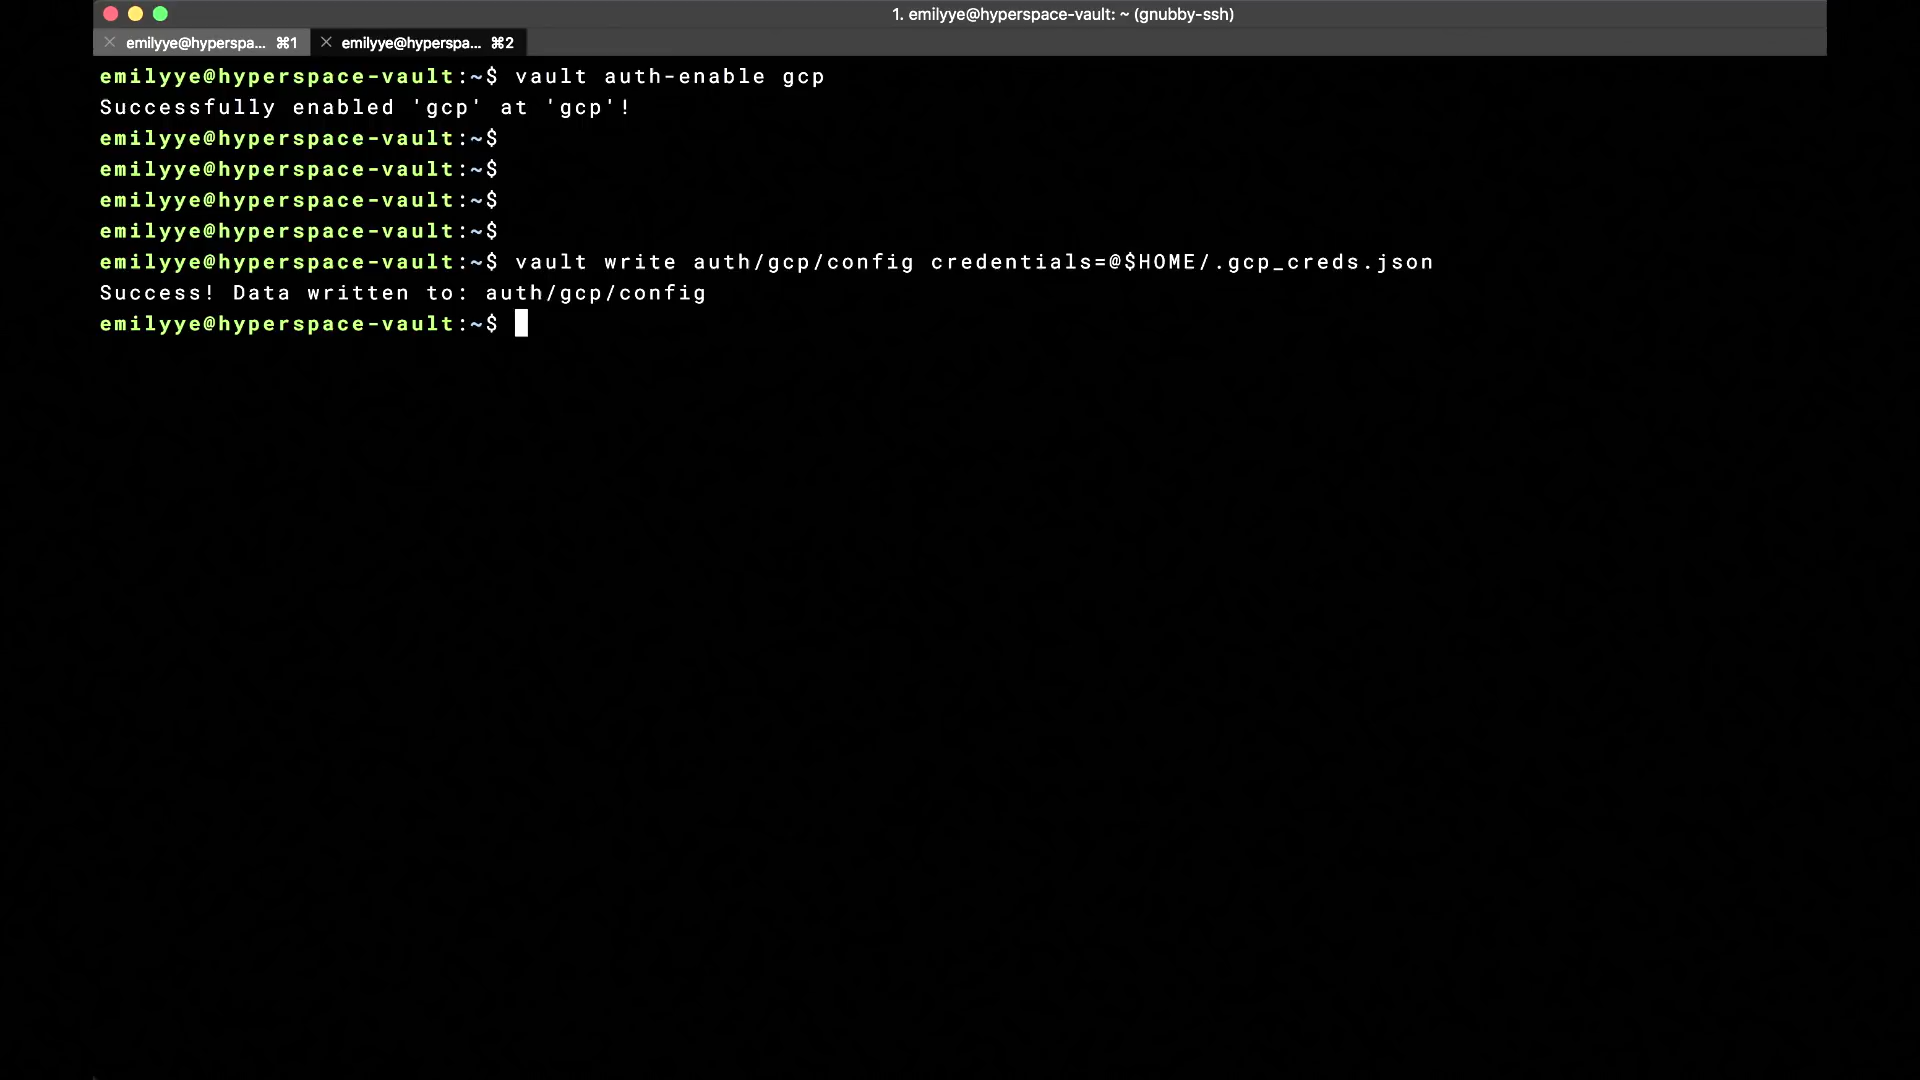 1. emilyye@hyperspace-vault: ~ (gnubby-ssh)
emilyye@hyperspa... ⌘1 emilyye@hyperspa... ⌘2
emilyye@hyperspace-vault:~$ vault auth-enable gcp
Successfully enabled 'gcp' at 'gcp'!
emilyye@hyperspace-vault:~$
emilyye@hyperspace-vault:~$
emilyye@hyperspace-vault:~$
emilyye@hyperspace-vault:~$
emilyye@hyperspace-vault:~$ vault write auth/gcp/config credentials=@$HOME/.gcp_creds.json
Success! Data written to: auth/gcp/config
emilyye@hyperspace-vault:~$